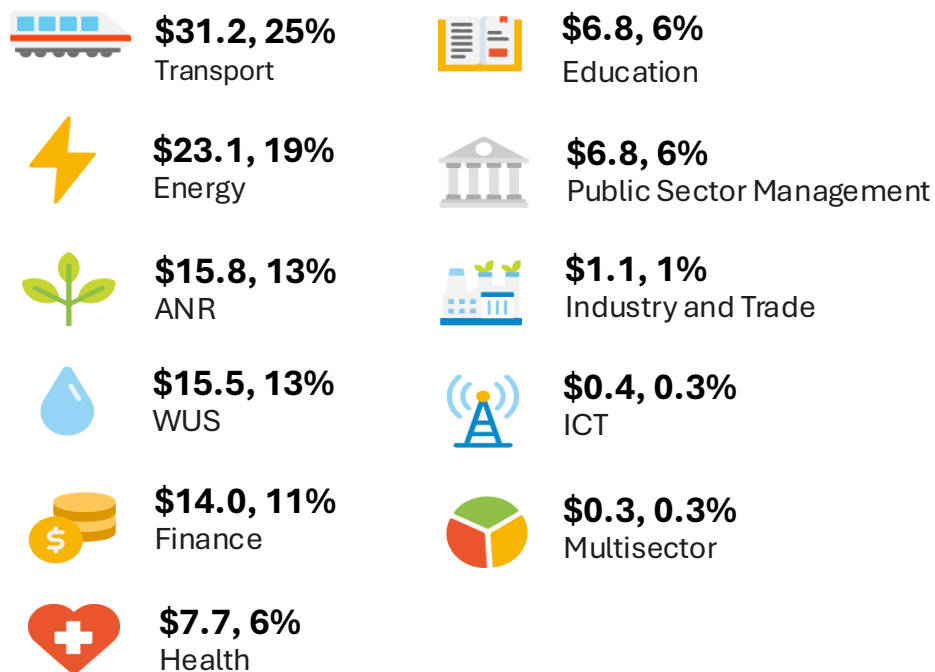 $31.2, 25%
Transport
$23.1, 19%
Energy
$15.8, 13%
ANR
$15.5, 13%
WUS
$14.0, 11%
Finance
$7.7, 6%
Health
$6.8, 6%
Education
$6.8, 6%
Public Sector Management
$1.1, 1%
Industry and Trade
$0.4, 0.3%
ICT
$0.3, 0.3%
Multisector
$